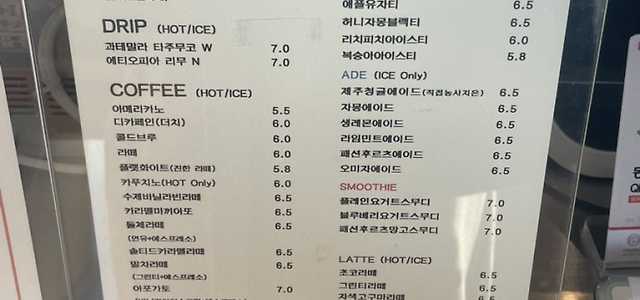 DRIP (HOT/ICE)
과테말라 타주무코 W 7.0
에티오피아 리무 N 7.0
COFFEE (HOT/ICE)
아메리카노 5.5
디카페인(더치) 6.0
콜드브루 6.0
라떼 6.0
플랫화이트(진한 라떼) 5.8
카푸치노(HOT Only) 6.0
수제바닐라빈라떼 6.5
카라멜마끼아또 6.5
돌체라떼 6.5
(연유+에스프레소)
솔티드카라멜라떼 6.5
말차라떼 6.5
(그린티+에스프레소)
아포가토 7.0
애플유자티 6.5
허니자몽블랙티 6.5
리치피치아이스티 6.0
복숭아아이스티 5.8
ADE (ICE Only)
제주청귤에이드(직접농사지은) 6.5
자몽에이드 6.5
생레몬에이드 6.5
라임민트에이드 6.5
패션후르츠에이드 6.5
오미자에이드 6.5
SMOOTHIE
플레인요거트스무디 7.0
블루베리요거트스무디 7.0
패션후르츠망고스무디 7.0
LATTE (HOT/ICE)
초코라떼 6.5
그린티라떼 6.5
자색고구마라떼 6.5